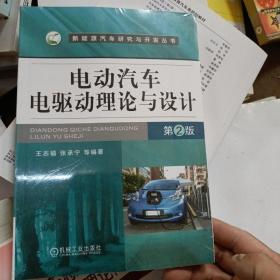 新能源汽车研究与开发丛书
电动汽车
电驱动理论与设计
DIANDONG QICHE DIANQUDONG
LILUN YU SHEJI
第2版
王志福 张承宁 等编著
机械工业出版社